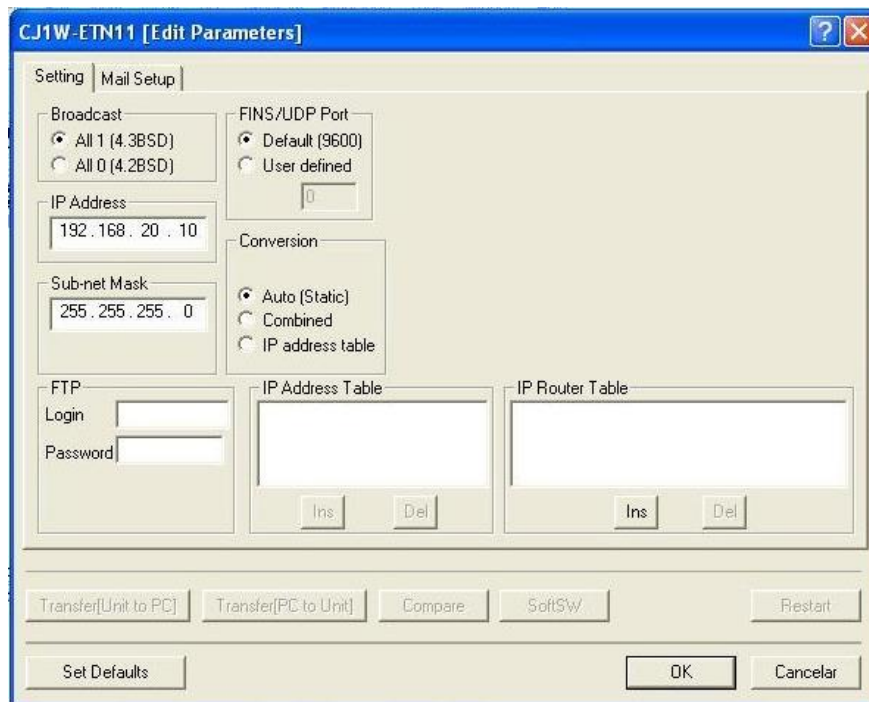 CJ1W-ETN11 [Edit Parameters]
Setting
Mail Setup
Broadcast
All 1 (4.3BSD)
All 0 (4.2BSD)
FINS/UDP Port
Default (9600)
User defined
0
IP Address
192.168. 20 . 10
Conversion
Auto (Static)
Combined
IP address table
Sub-net Mask
255.255.255. 0
FTP
Login
Password
IP Address Table
Ins
Del
IP Router Table
Ins
Del
Transfer[Unit to PC]
Transfer[PC to Unit]
Compare
SoftSW
Restart
Set Defaults
OK
Cancelar